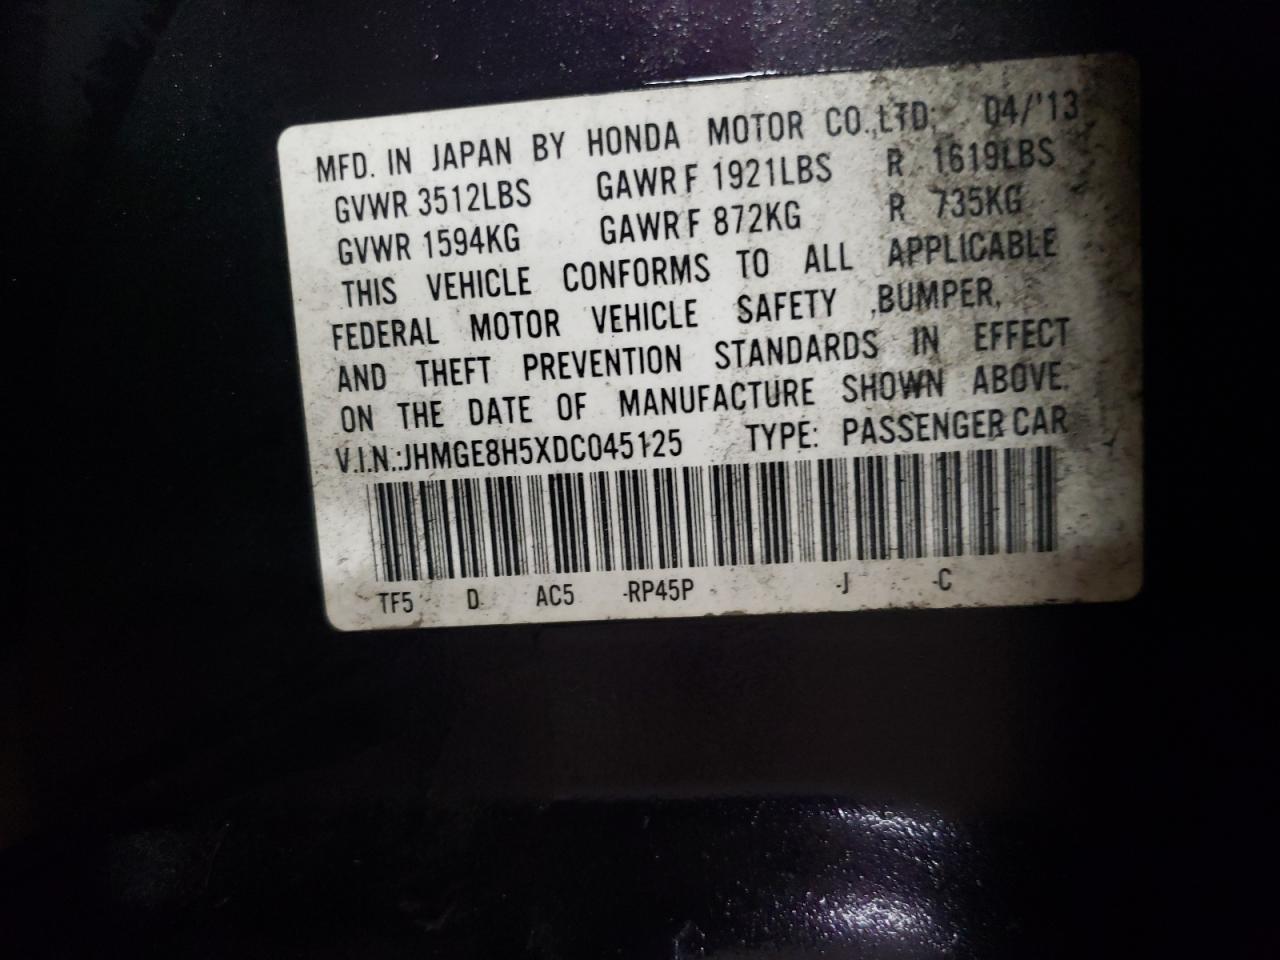 MFD. IN JAPAN BY HONDA MOTOR CO.,LTD. 04/'13
GVWR 3512LBS GAWR F 1921LBS R 1619LBS
GVWR 1594KG GAWR F 872KG R 735KG
THIS VEHICLE CONFORMS TO ALL APPLICABLE
FEDERAL MOTOR VEHICLE SAFETY ,BUMPER,
AND THEFT PREVENTION STANDARDS IN EFFECT
ON THE DATE OF MANUFACTURE SHOWN ABOVE.
V.I.N.:JHMGE8H5XDC045125 TYPE: PASSENGER CAR
TF5 D AC5 -RP45P -J -C